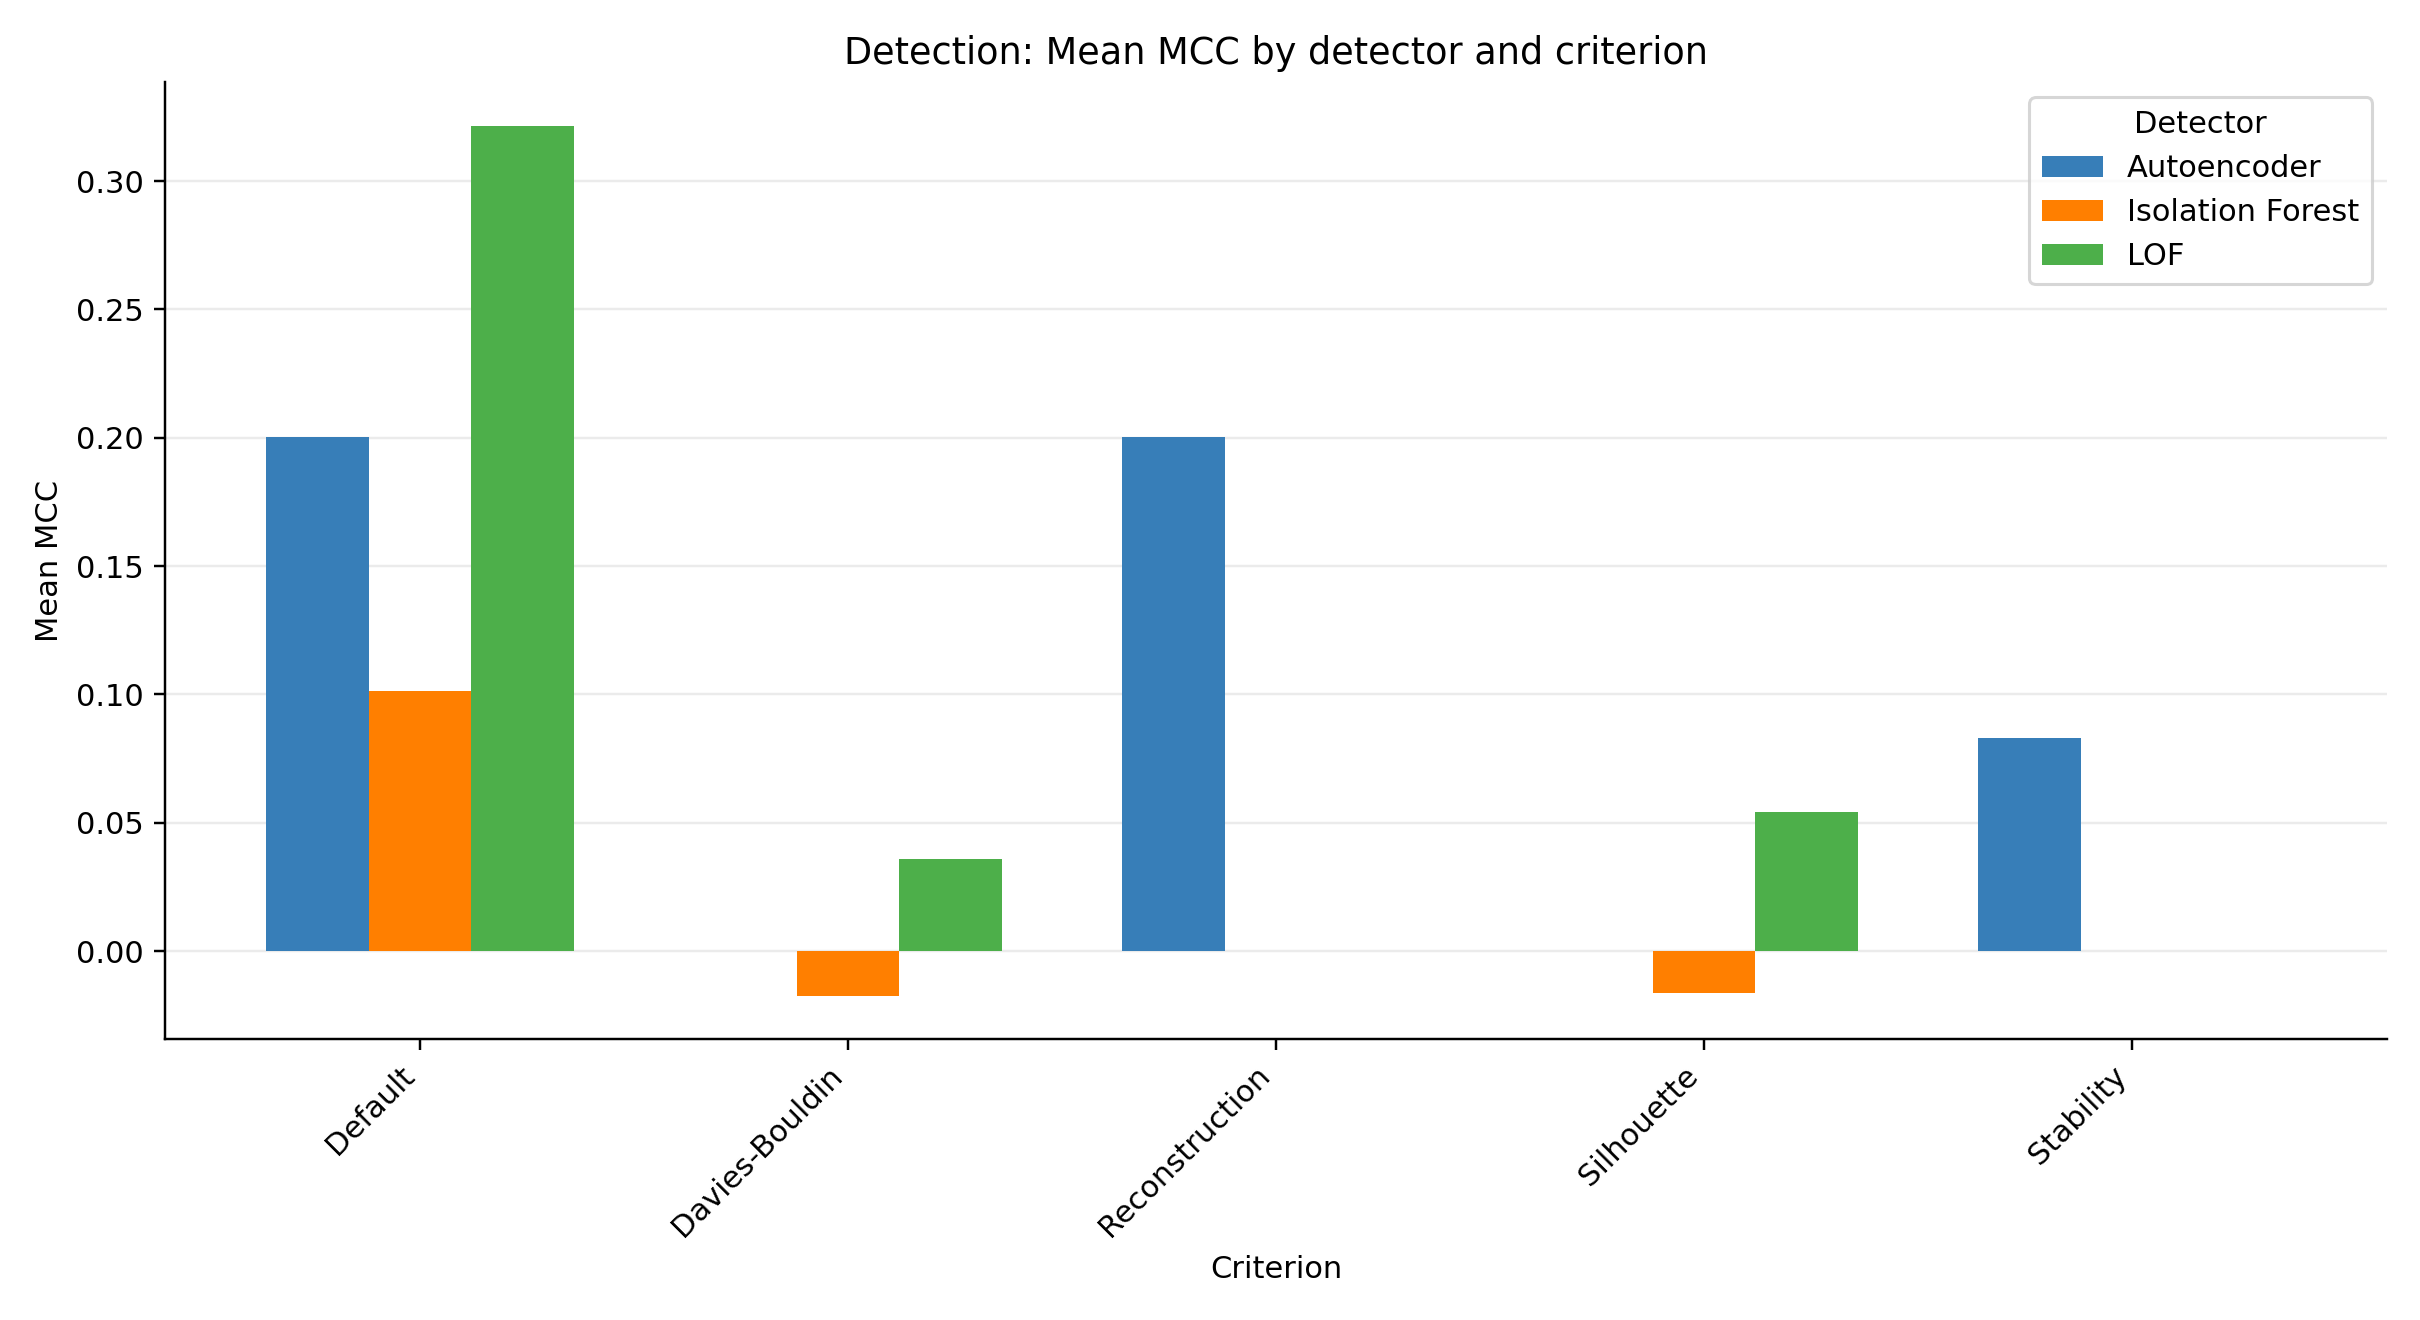 Detection: Mean MCC by detector and criterion
Detector
Autoencoder
Isolation Forest
LOF
Mean MCC
0.30
0.25
0.20
0.15
0.10
0.05
0.00
Default
Davies-Bouldin
Reconstruction
Silhouette
Stability
Criterion